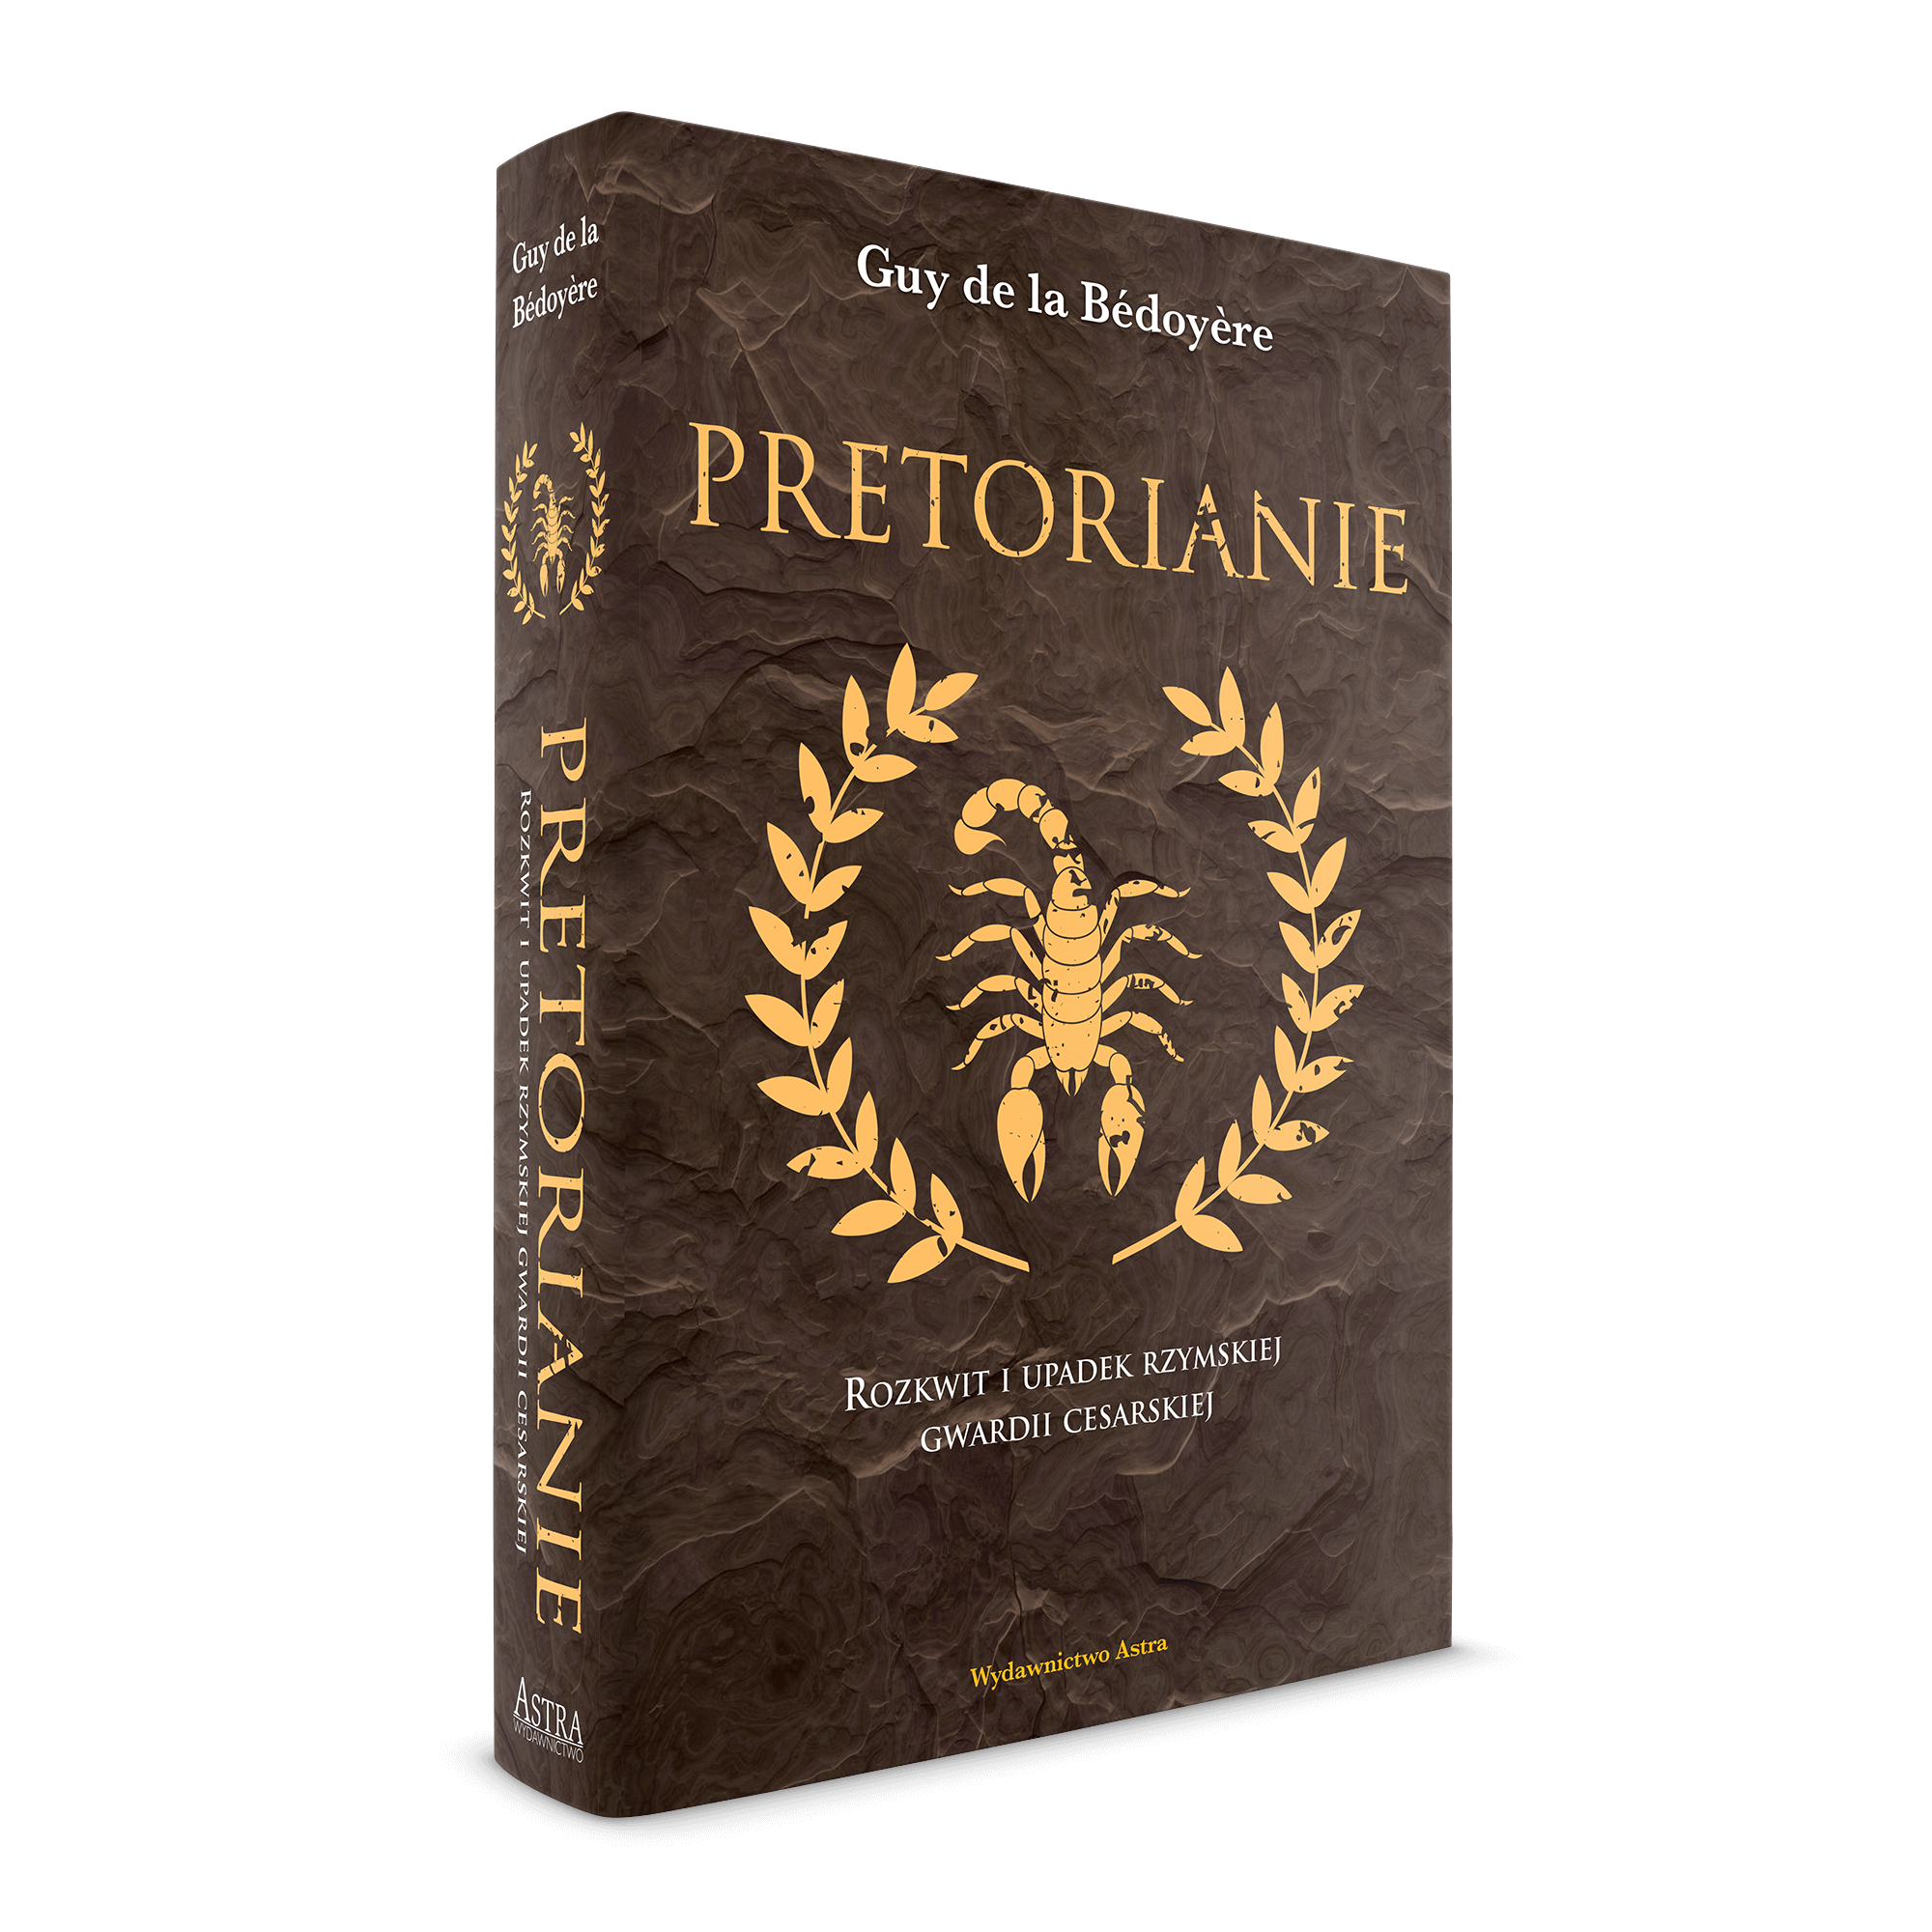 Guy de la
Bédoyère
PRETORIANIE
ROZKWIT I UPADEK RZYMSKIEJ GWARDII CESARSKIEJ
ASTRA
WYDAWNICTWO
Guy de la Bédoyère
PRETORIANIE
ROZKWIT I UPADEK RZYMSKIEJ
GWARDII CESARSKIEJ
Wydawnictwo Astra